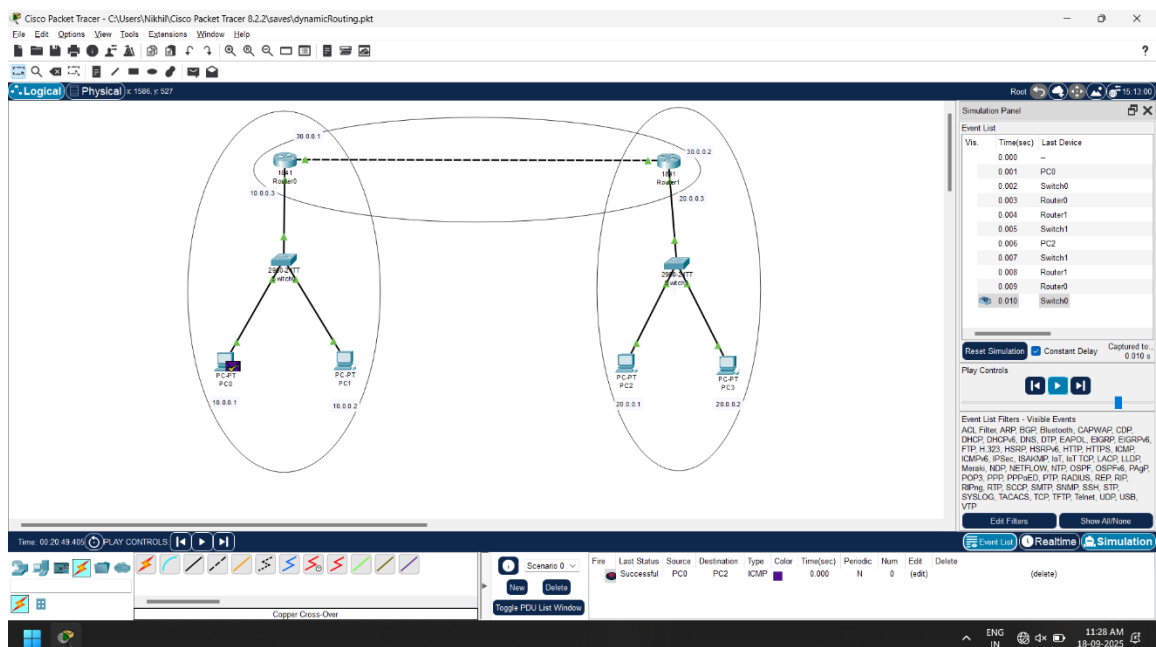 Cisco Packet Tracer - C:\Users\Nikhil\Cisco Packet Tracer 8.2.2\saves\dynamicRouting.pkt
File Edit Options View Tools Extensions Window Help
?
Logical Physical x: 1586, y: 527
Root 15:13:00
30.0.0.1
30.0.0.2
1841
Router0
1841
Router1
10.0.0.3
20.0.0.3
PC-PT
PC0
PC-PT
PC1
PC-PT
PC2
PC-PT
PC3
10.0.0.1
10.0.0.2
20.0.0.1
20.0.0.2
Simulation Panel
Event List
Vis. Time(sec) Last Device
0.000 --
0.001 PC0
0.002 Switch0
0.003 Router0
0.004 Router1
0.005 Switch1
0.006 PC2
0.007 Switch1
0.008 Router1
0.009 Router0
0.010 Switch0
Reset Simulation Constant Delay Captured to:
0.010 s
Play Controls
Event List Filters - Visible Events
ACL Filter, ARP, BGP, Bluetooth, CAPWAP, CDP,
DHCP, DHCPv6, DNS, DTP, EAPOL, EIGRP, EIGRPv6,
FTP, H.323, HSRP, HSRPv6, HTTP, HTTPS, ICMP,
ICMPv6, IPSec, ISAKMP, IoT, IoT TCP, LACP, LLDP,
Meraki, NDP, NETFLOW, NTP, OSPF, OSPFv6, PAgP,
POP3, PPP, PPPoED, PTP, RADIUS, REP, RIP,
RIPng, RTP, SCCP, SMTP, SNMP, SSH, STP,
SYSLOG, TACACS, TCP, TFTP, Telnet, UDP, USB,
VTP
Edit Filters Show All/None
Time: 00:20:49.405 PLAY CONTROLS:
Event List Realtime Simulation
Scenario 0
New Delete
Toggle PDU List Window
Fire Last Status Source Destination Type Color Time(sec) Periodic Num Edit Delete
Successful PC0 PC2 ICMP 0.000 N 0 (edit) (delete)
Copper Cross-Over
ENG
IN
11:28 AM
18-09-2025